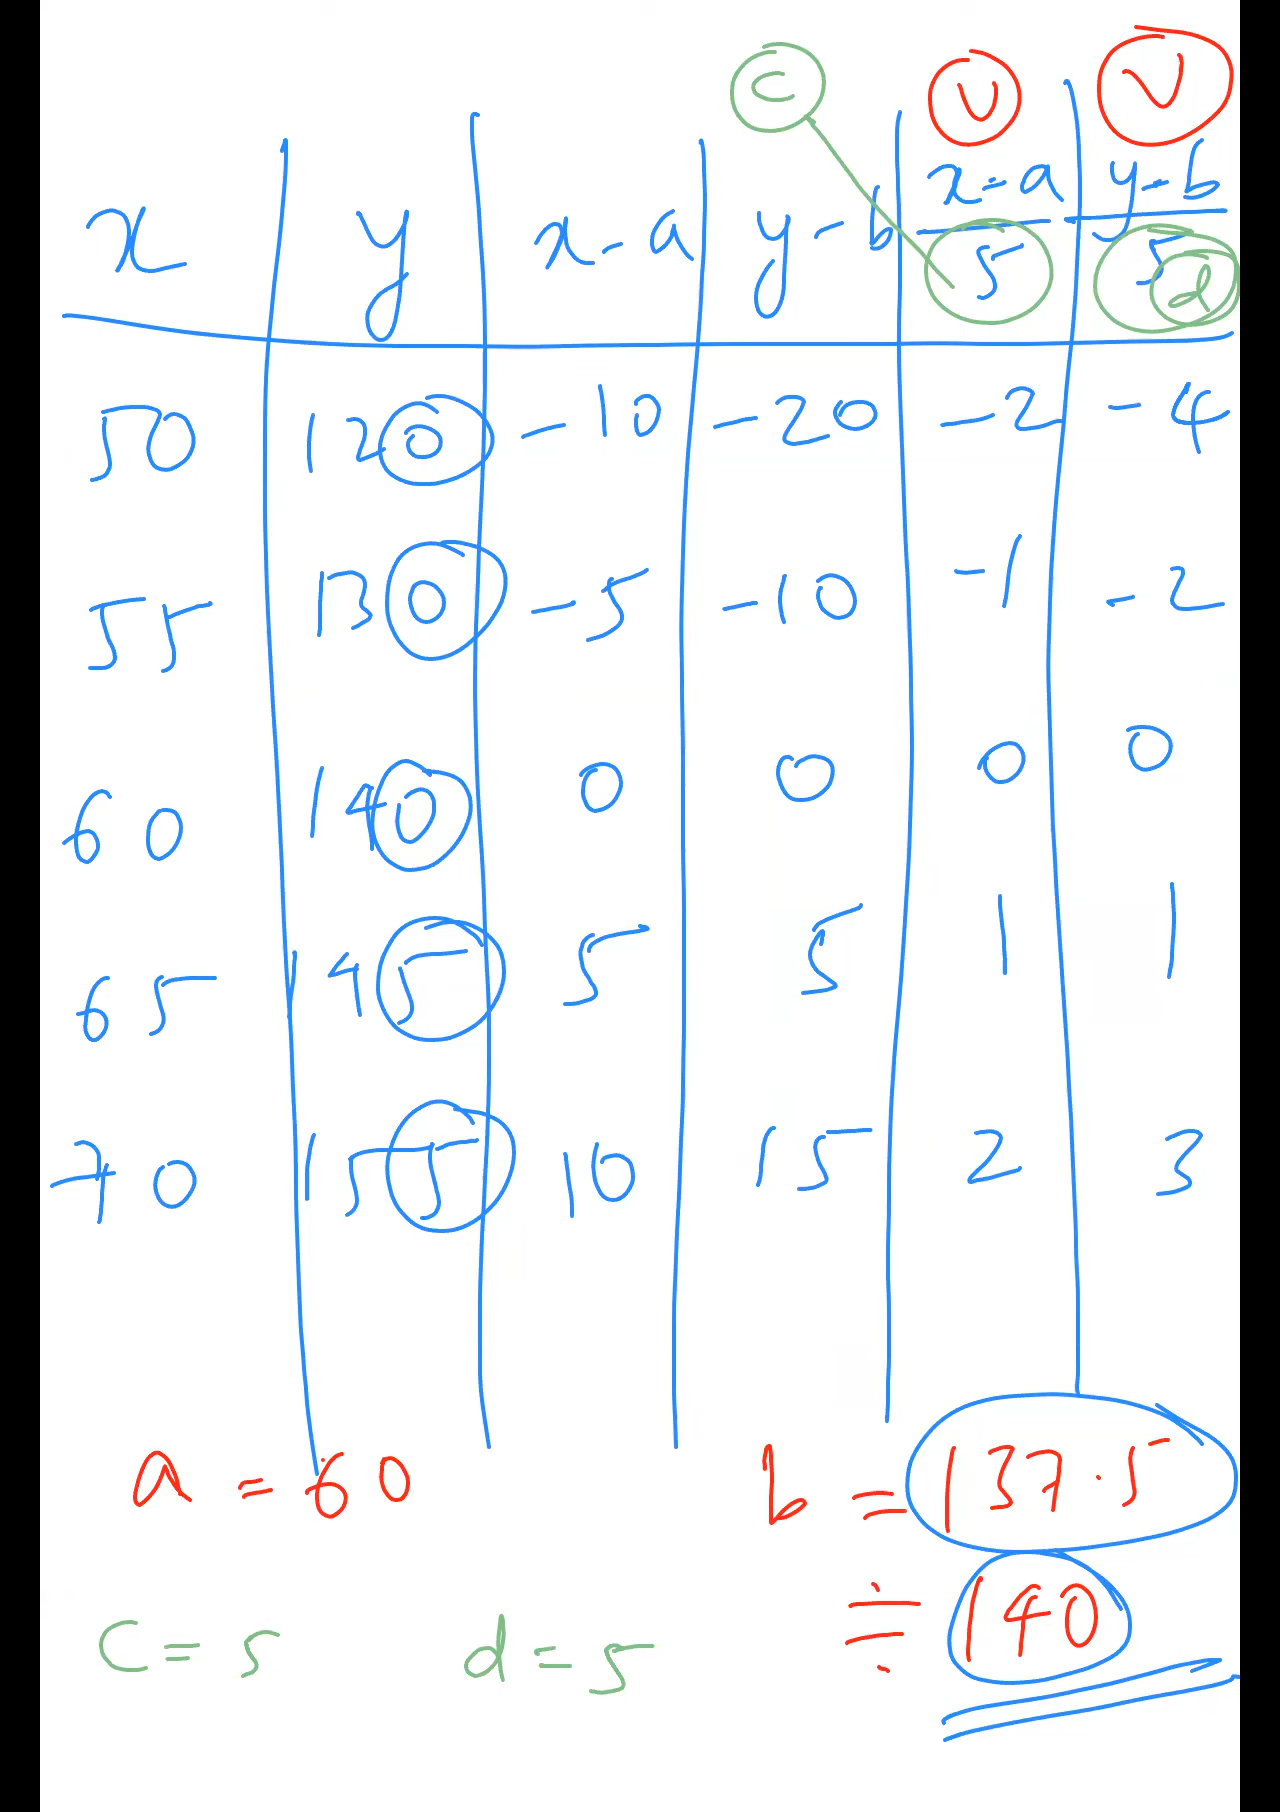 C U V
x y x-a y-b x-a/5 y-b/5 d
50 120 -10 -20 -2 -4
55 130 -5 -10 -1 -2
60 140 0 0 0 0
65 145 5 5 1 1
70 155 10 15 2 3
a = 60 b = 137.5
≑ 140
C = 5 d = 5